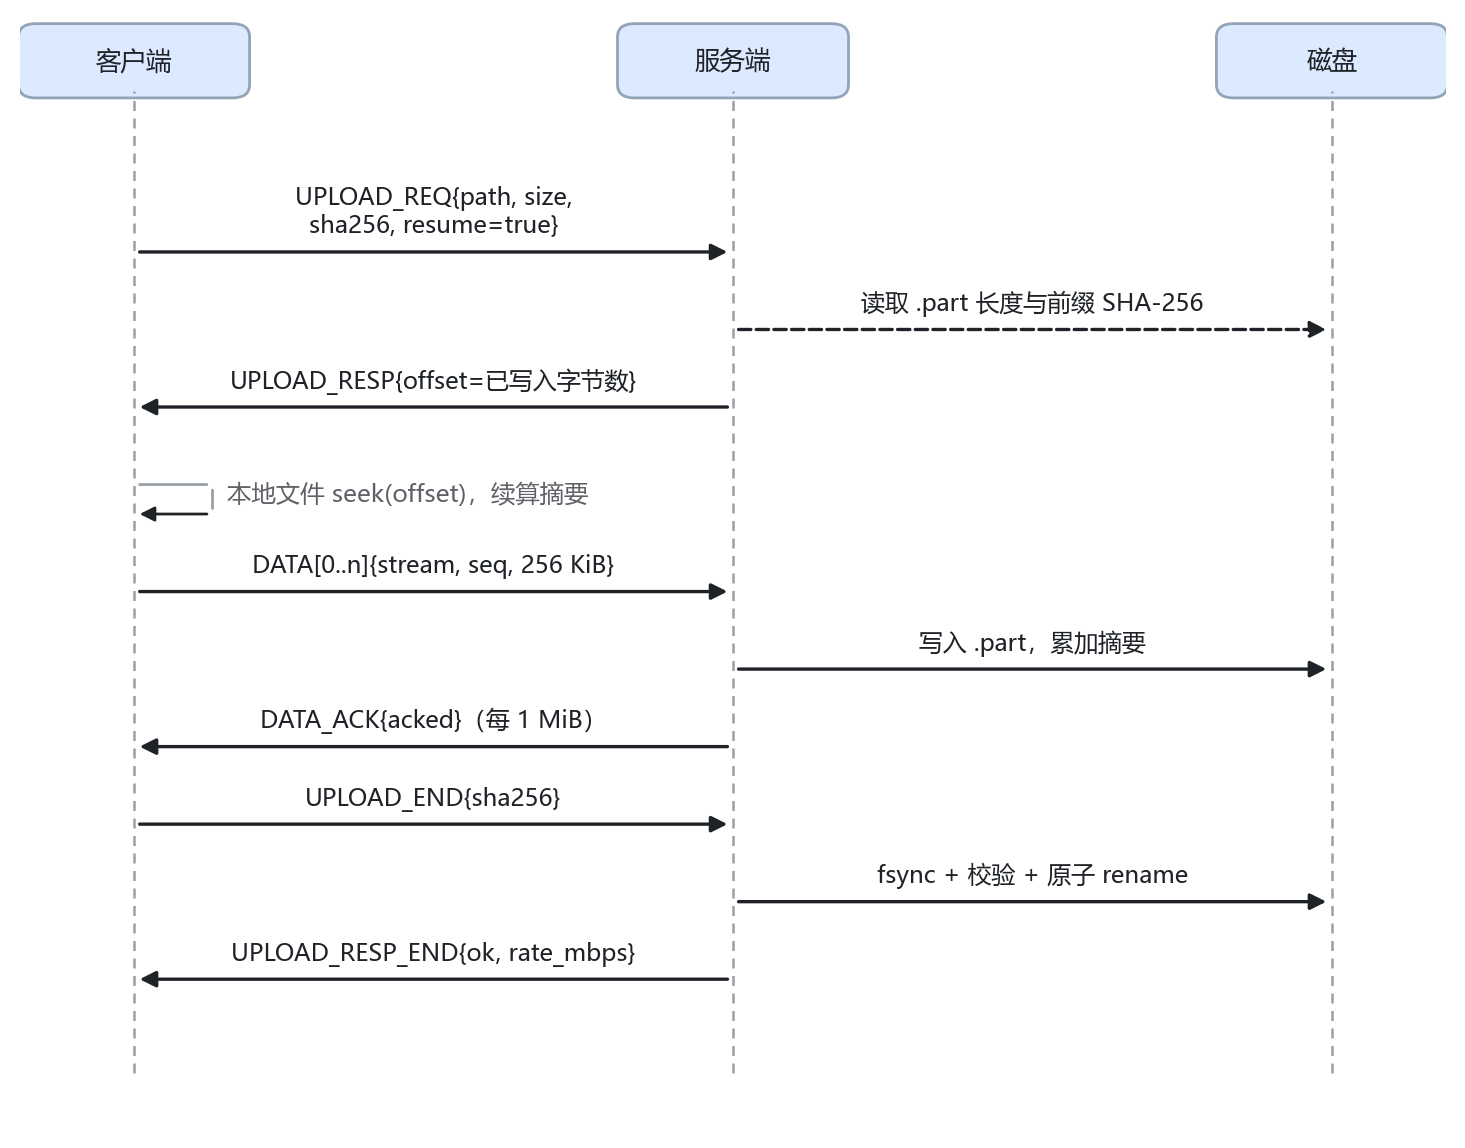 客户端
服务端
磁盘
UPLOAD_REQ{path, size,
sha256, resume=true}
读取 .part 长度与前缀 SHA-256
UPLOAD_RESP{offset=已写入字节数}
本地文件 seek(offset)，续算摘要
DATA[0..n]{stream, seq, 256 KiB}
写入 .part，累加摘要
DATA_ACK{acked}（每 1 MiB）
UPLOAD_END{sha256}
fsync + 校验 + 原子 rename
UPLOAD_RESP_END{ok, rate_mbps}